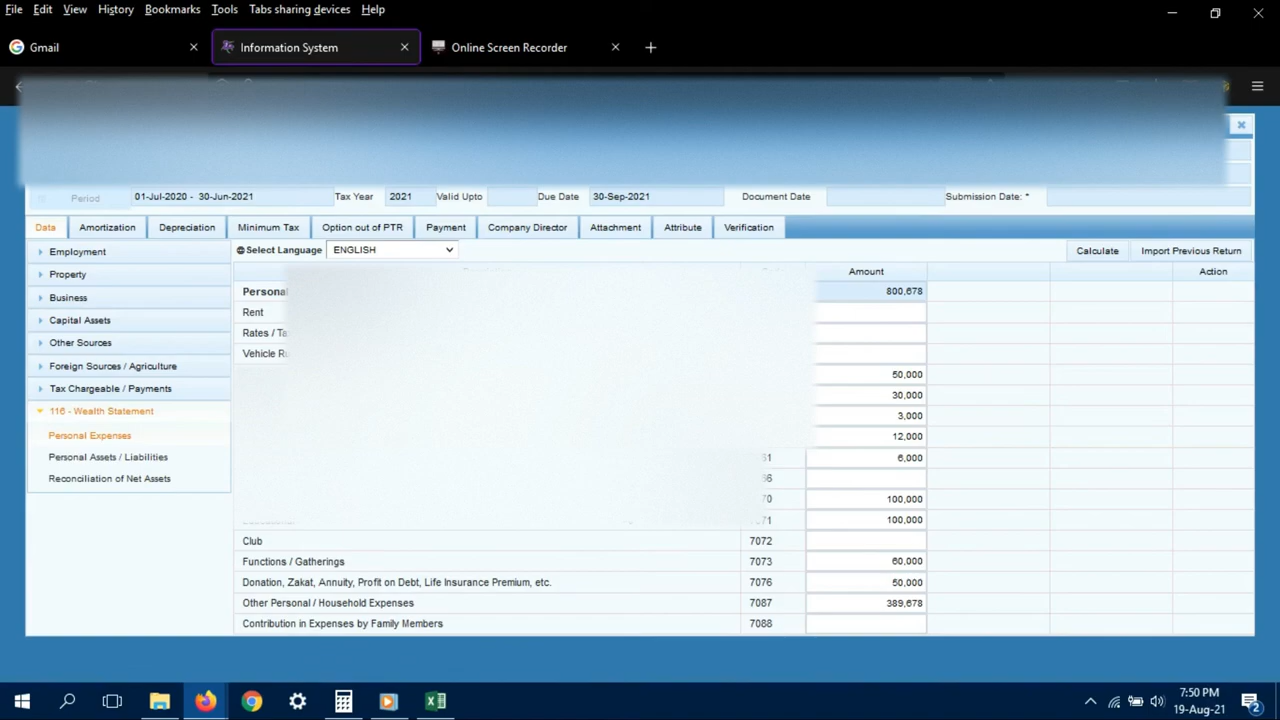 File Edit View History Bookmarks Tools Tabs sharing devices Help
Gmail Information System Online Screen Recorder
Period 01-Jul-2020 - 30-Jun-2021 Tax Year 2021 Valid Upto Due Date 30-Sep-2021 Document Date Submission Date: *
Data Amortization Depreciation Minimum Tax Option out of PTR Payment Company Director Attachment Attribute Verification
Employment
Property
Business
Capital Assets
Other Sources
Foreign Sources / Agriculture
Tax Chargeable / Payments
116 - Wealth Statement
Personal Expenses
Personal Assets / Liabilities
Reconciliation of Net Assets
Select Language ENGLISH Calculate Import Previous Return
Amount Action
Personal 800,678
Rent
Rates /
Vehicle
50,000
30,000
3,000
12,000
6,000
100,000
100,000
Club 7072
Functions / Gatherings 7073 60,000
Donation, Zakat, Annuity, Profit on Debt, Life Insurance Premium, etc. 7076 50,000
Other Personal / Household Expenses 7087 389,678
Contribution in Expenses by Family Members 7088
7:50 PM
19-Aug-21
2